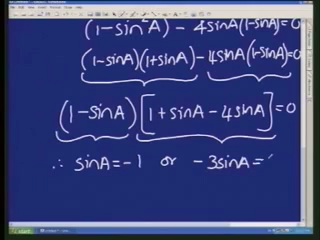 (1-sin²A) - 4sinA(1-sinA)=0
(1-sinA)(1+sinA) - 4sinA(1-sinA)=0
(1-sinA) [1+sinA - 4sinA] = 0
∴ sinA = -1 or -3sinA =